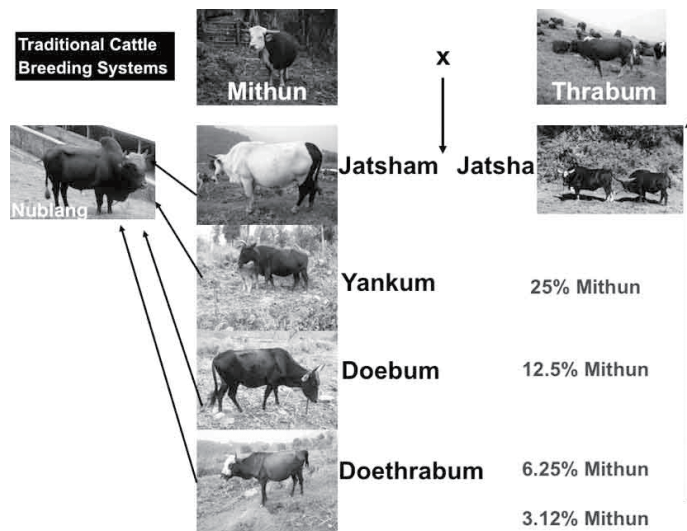 Traditional Cattle
Breeding Systems
Mithun
x
Thrabum
Nublang
Jatsham Jatsha
Yankum
25% Mithun
Doebum
12.5% Mithun
Doethrabum
6.25% Mithun
3.12% Mithun